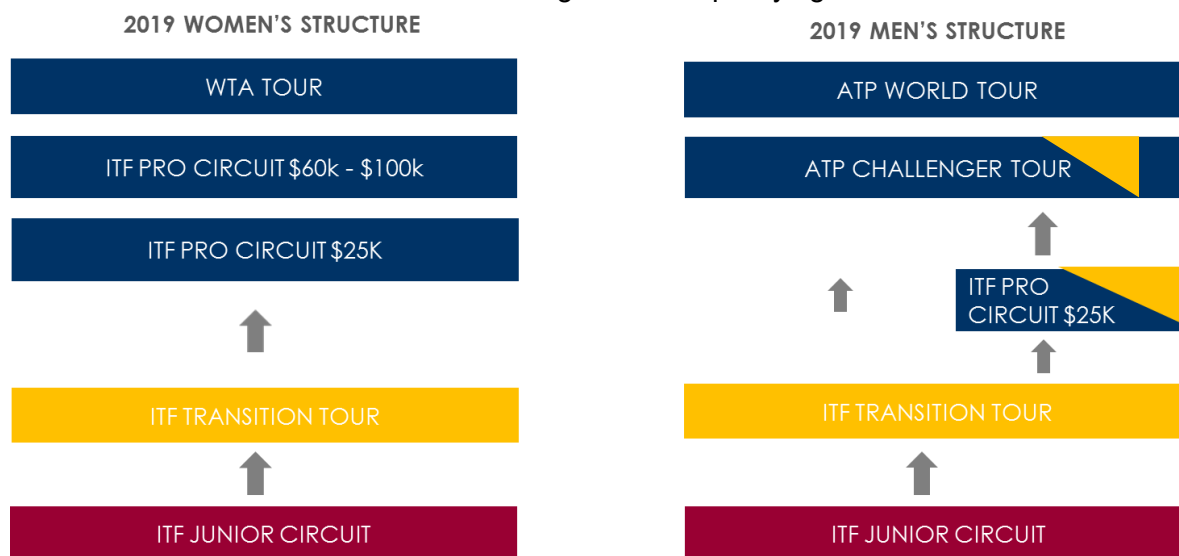 2019 WOMEN'S STRUCTURE
WTA TOUR
ITF PRO CIRCUIT $60k - $100k
ITF PRO CIRCUIT $25K
ITF TRANSITION TOUR
ITF JUNIOR CIRCUIT
2019 MEN'S STRUCTURE
ATP WORLD TOUR
ATP CHALLENGER TOUR
ITF PRO
CIRCUIT $25K
ITF TRANSITION TOUR
ITF JUNIOR CIRCUIT